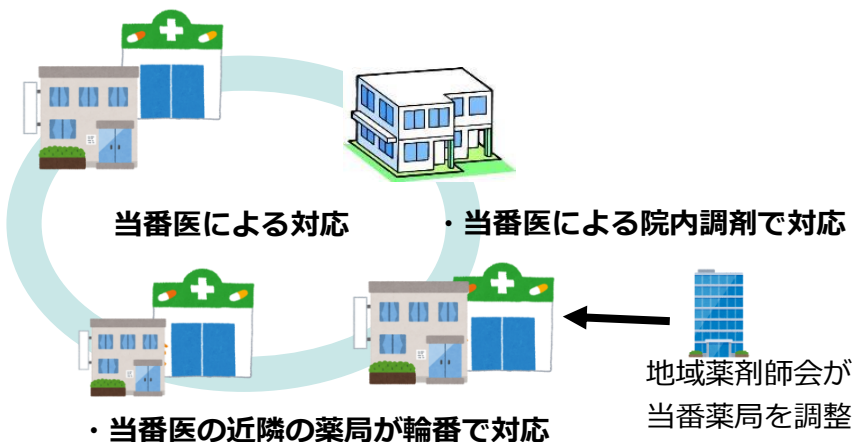 当番医による対応
・当番医による院内調剤で対応
地域薬剤師会が
当番薬局を調整
・当番医の近隣の薬局が輪番で対応